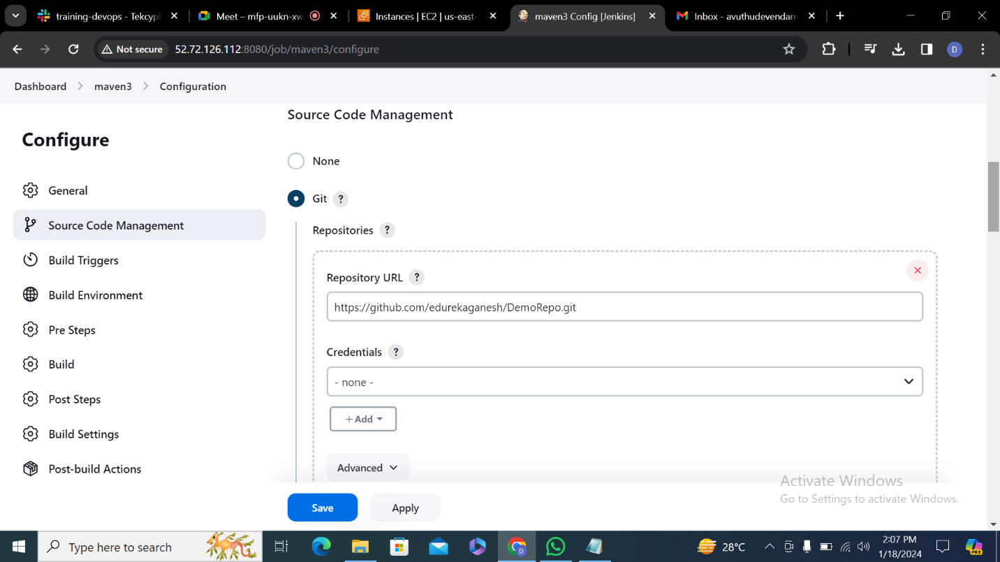 training-devops - Tekcypl
Meet – mfp-uukn-xw
Instances | EC2 | us-east-
maven3 Config [Jenkins]
Inbox - avuthudevendarr
Not secure
52.72.126.112:8080/job/maven3/configure
D
Dashboard > maven3 > Configuration
Configure
General
Source Code Management
Build Triggers
Build Environment
Pre Steps
Build
Post Steps
Build Settings
Post-build Actions
Source Code Management
None
Git ?
Repositories ?
Repository URL ?
https://github.com/edurekaganesh/DemoRepo.git
Credentials ?
- none -
+ Add
Advanced
Save
Apply
Activate Windows
Go to Settings to activate Windows.
Type here to search
D
28°C
2:07 PM
1/18/2024
PRE